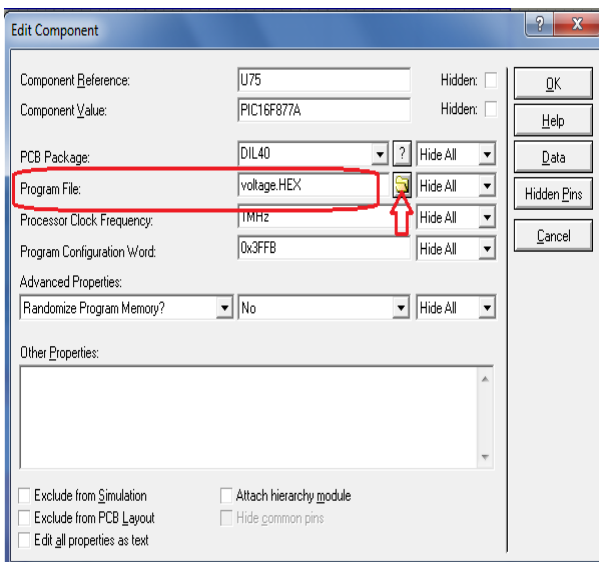 Edit Component
? X
Component Reference: U75 Hidden:
Component Value: PIC16F877A Hidden:
PCB Package: DIL40 ? Hide All
Program File: voltage.HEX Hide All
Processor Clock Frequency: 1MHz Hide All
Program Configuration Word: 0x3FFB Hide All
Advanced Properties:
Randomize Program Memory? No Hide All
Other Properties:
Exclude from Simulation Attach hierarchy module
Exclude from PCB Layout Hide common pins
Edit all properties as text
OK
Help
Data
Hidden Pins
Cancel